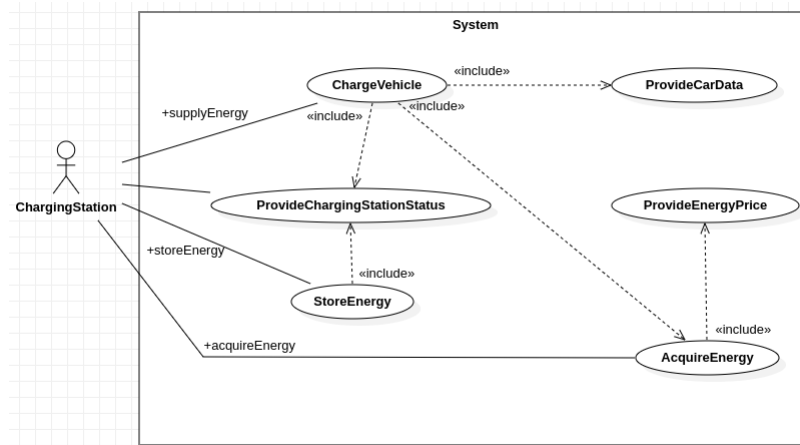 System
ChargeVehicle
«include»
ProvideCarData
+supplyEnergy
«include»
«include»
ChargingStation
ProvideChargingStationStatus
ProvideEnergyPrice
+storeEnergy
«include»
StoreEnergy
«include»
+acquireEnergy
AcquireEnergy